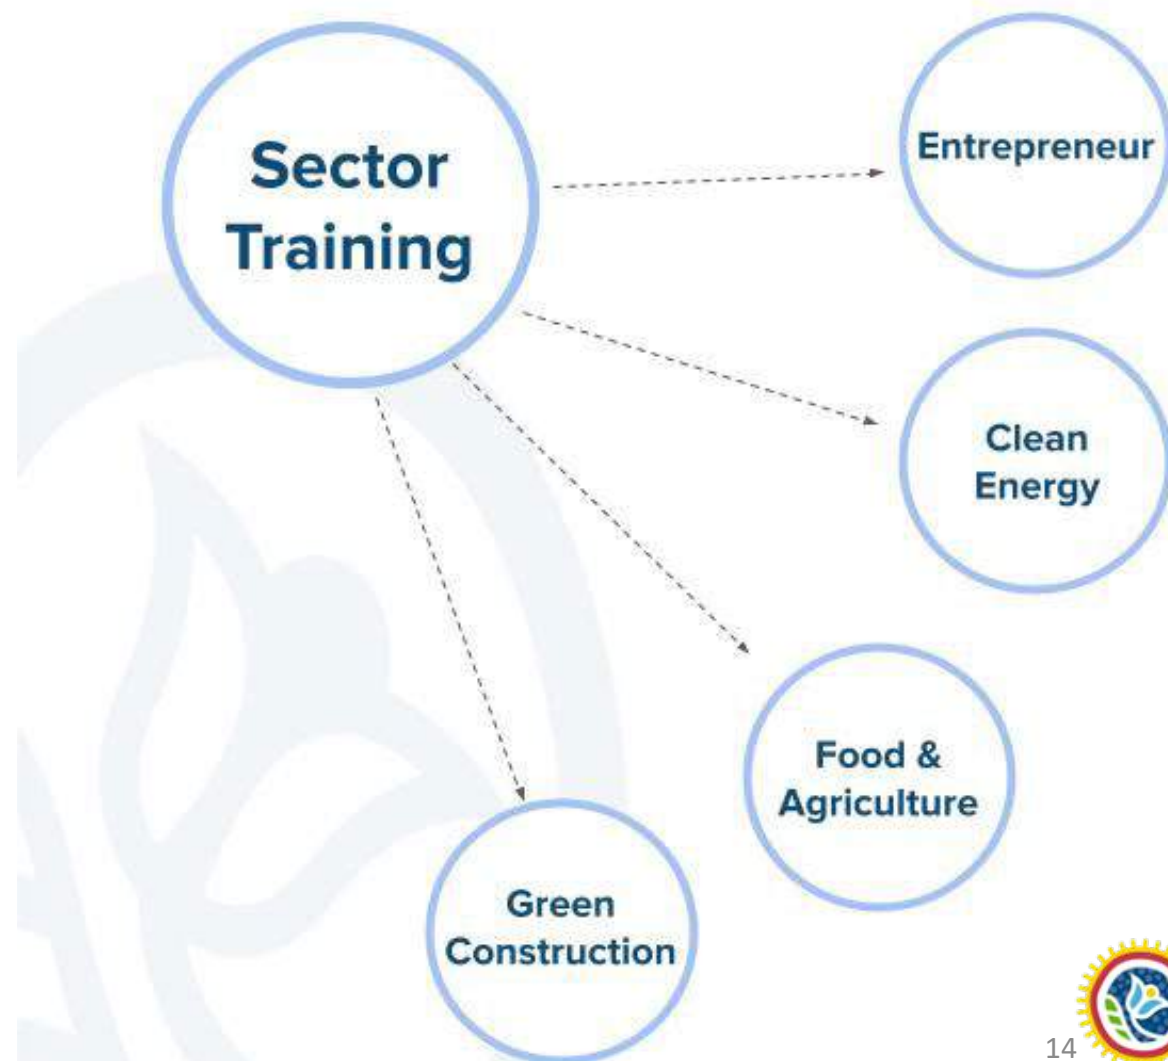 Sector
Training
Entrepreneur
Clean
Energy
Food &
Agriculture
Green
Construction
14